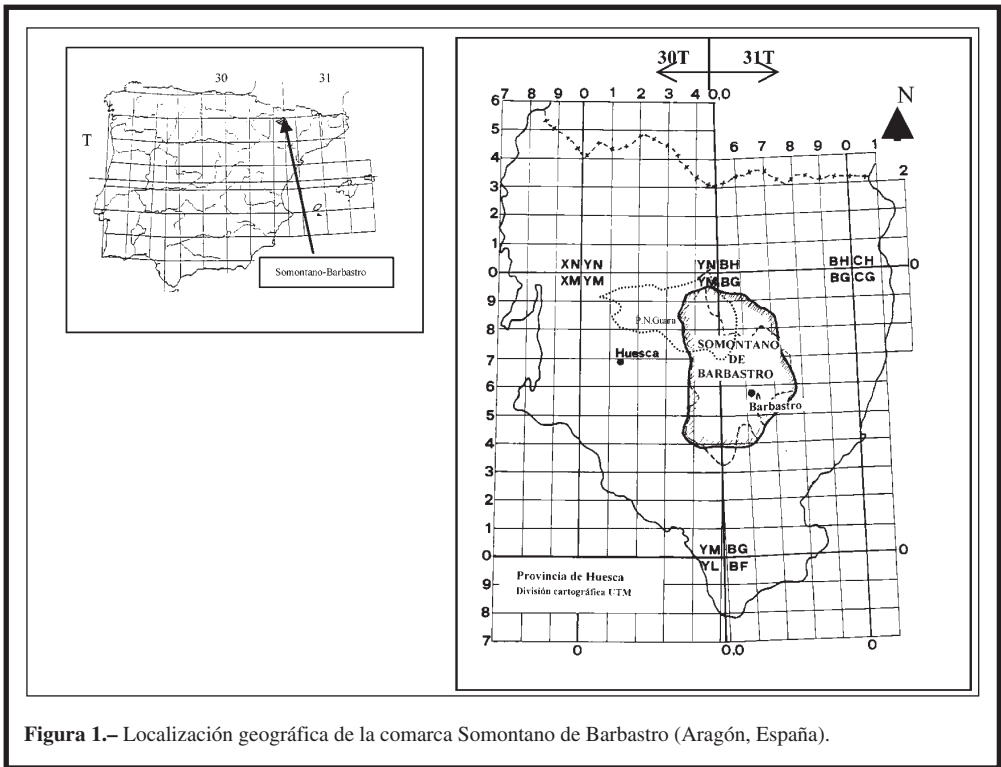 30 31
T
Somontano-Barbastro
30T 31T
N
7 8 9 0 1 2 3 4 0,0
6 7 8 9 0 1
2
6
5
4
3
2
1
0
9
8
7
6
5
4
3
2
1
0
9
8
7
XN YN
XM YM
YN BH
YM BG
BH CH
BG CG
0
P.N.Guara
Huesca
SOMONTANO
DE
BARBASTRO
Barbastro
YM BG
YL BF
0
Provincia de Huesca
División cartográfica UTM
0 0,0 0
Figura 1.– Localización geográfica de la comarca Somontano de Barbastro (Aragón, España).